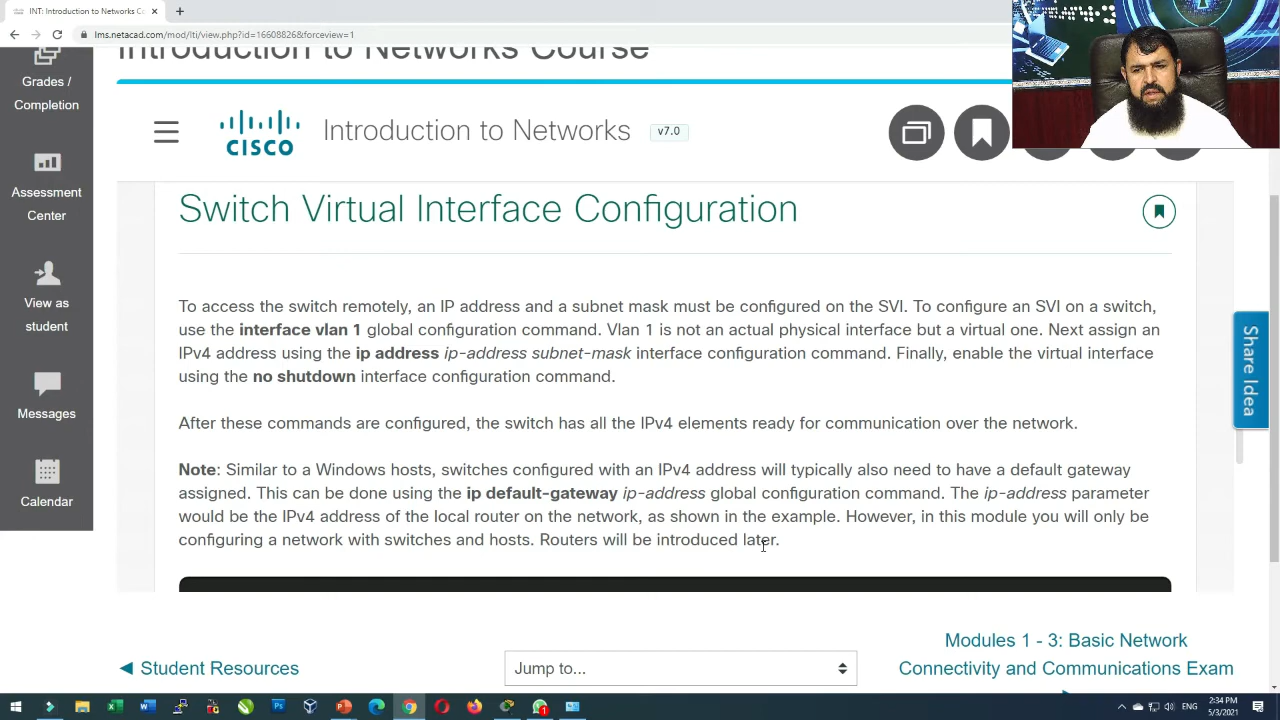 INT: Introduction to Networks Co
lms.netacad.com/mod/lti/view.php?id=16608826&forceview=1
Introduction to Networks Course
Grades /
Completion
CISCO
Introduction to Networks
v7.0
Assessment
Center
Switch Virtual Interface Configuration
View as
student
To access the switch remotely, an IP address and a subnet mask must be configured on the SVI. To configure an SVI on a switch,
use the interface vlan 1 global configuration command. Vlan 1 is not an actual physical interface but a virtual one. Next assign an
IPv4 address using the ip address ip-address subnet-mask interface configuration command. Finally, enable the virtual interface
using the no shutdown interface configuration command.
Share Idea
Messages
After these commands are configured, the switch has all the IPv4 elements ready for communication over the network.
Note: Similar to a Windows hosts, switches configured with an IPv4 address will typically also need to have a default gateway
assigned. This can be done using the ip default-gateway ip-address global configuration command. The ip-address parameter
would be the IPv4 address of the local router on the network, as shown in the example. However, in this module you will only be
configuring a network with switches and hosts. Routers will be introduced later.
Calendar
◄ Student Resources
Jump to...
Modules 1 - 3: Basic Network
Connectivity and Communications Exam
►
2:34 PM
5/3/2021